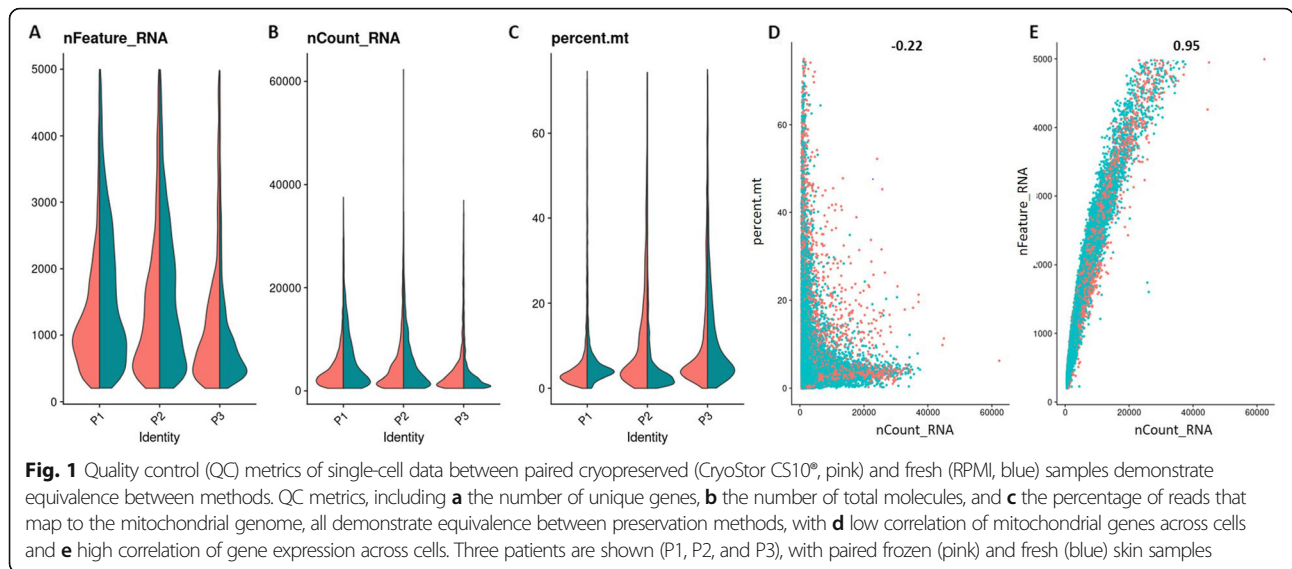 A nFeature_RNA
5000
4000
3000
2000
1000
0
P1 P2 P3
Identity
B nCount_RNA
60000
40000
20000
0
P1 P2 P3
Identity
C percent.mt
60
40
20
0
P1 P2 P3
Identity
D -0.22
percent.mt
60
40
20
0
0 10000 20000 30000 40000 50000 60000
nCount_RNA
E 0.95
nFeature_RNA
5000
4000
3000
2000
1000
0
0 20000 40000 60000
nCount_RNA
Fig. 1 Quality control (QC) metrics of single-cell data between paired cryopreserved (CryoStor CS10®, pink) and fresh (RPMI, blue) samples demonstrate
equivalence between methods. QC metrics, including a the number of unique genes, b the number of total molecules, and c the percentage of reads that
map to the mitochondrial genome, all demonstrate equivalence between preservation methods, with d low correlation of mitochondrial genes across cells
and e high correlation of gene expression across cells. Three patients are shown (P1, P2, and P3), with paired frozen (pink) and fresh (blue) skin samples